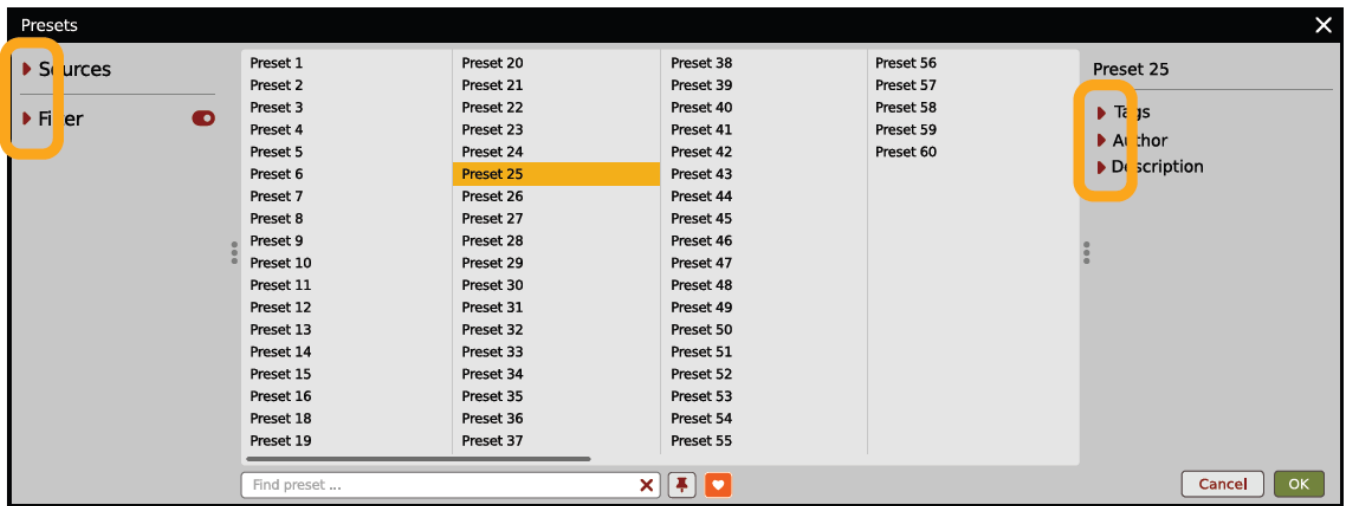 Presets
Sources
Filter
Preset 1
Preset 2
Preset 3
Preset 4
Preset 5
Preset 6
Preset 7
Preset 8
Preset 9
Preset 10
Preset 11
Preset 12
Preset 13
Preset 14
Preset 15
Preset 16
Preset 18
Preset 19
Preset 20
Preset 21
Preset 22
Preset 23
Preset 24
Preset 25
Preset 26
Preset 27
Preset 28
Preset 29
Preset 30
Preset 31
Preset 32
Preset 33
Preset 34
Preset 35
Preset 36
Preset 37
Preset 38
Preset 39
Preset 40
Preset 41
Preset 42
Preset 43
Preset 44
Preset 45
Preset 46
Preset 47
Preset 48
Preset 49
Preset 50
Preset 51
Preset 52
Preset 53
Preset 54
Preset 55
Preset 56
Preset 57
Preset 58
Preset 59
Preset 60
Preset 25
Tags
Author
Description
Find preset ...
Cancel
OK